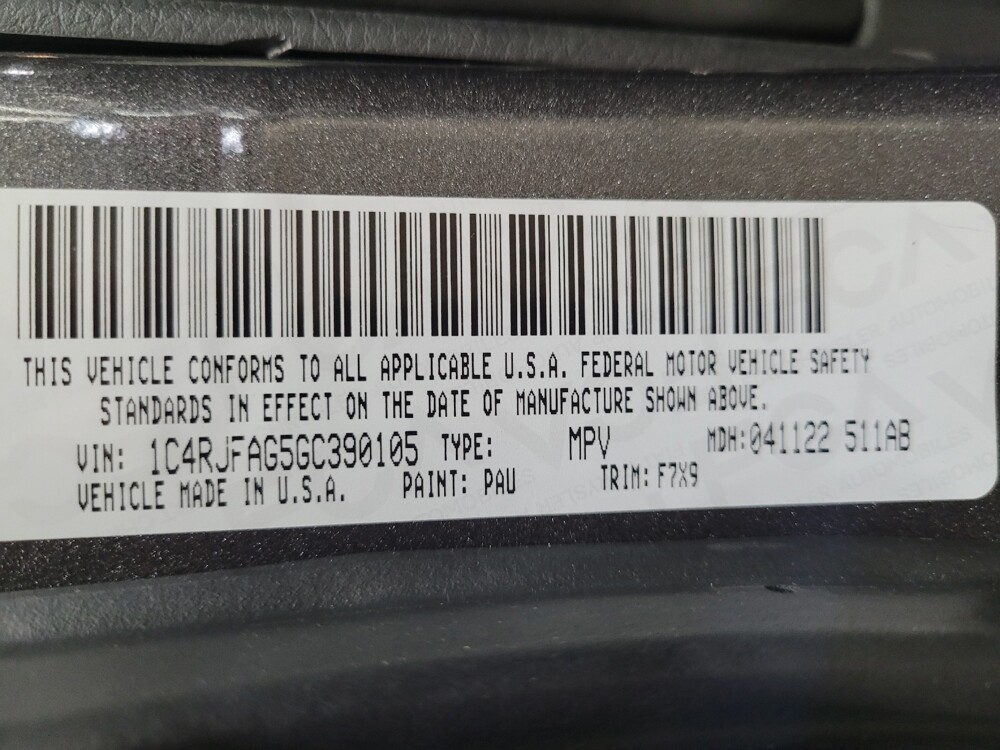 THIS VEHICLE CONFORMS TO ALL APPLICABLE U.S.A. FEDERAL MOTOR VEHICLE SAFETY
STANDARDS IN EFFECT ON THE DATE OF MANUFACTURE SHOWN ABOVE.
VIN: 1C4RJFAG5GC390105 TYPE: MPV MDH:041122 511AB
VEHICLE MADE IN U.S.A. PAINT: PAU TRIM: F7X9